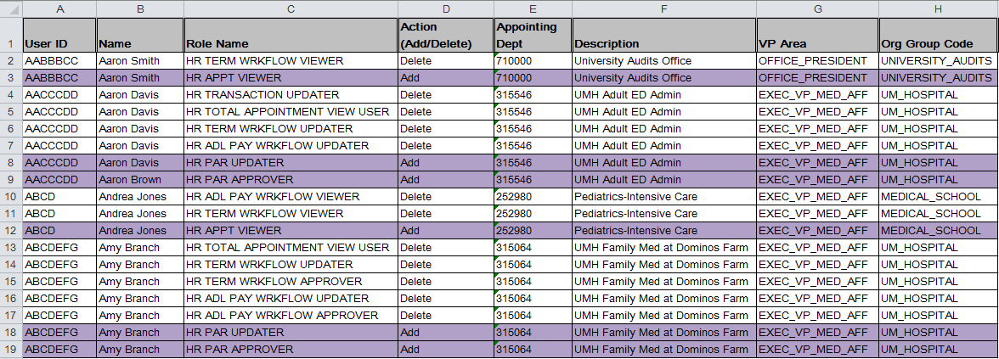 A B C D E F G H
1 User ID Name Role Name Action (Add/Delete) Appointing Dept Description VP Area Org Group Code
2 AABBBCC Aaron Smith HR TERM WRKFLOW VIEWER Delete 710000 University Audits Office OFFICE_PRESIDENT UNIVERSITY_AUDITS
3 AABBBCC Aaron Smith HR APPT VIEWER Add 710000 University Audits Office OFFICE_PRESIDENT UNIVERSITY_AUDITS
4 AACCCDD Aaron Davis HR TRANSACTION UPDATER Delete 315546 UMH Adult ED Admin EXEC_VP_MED_AFF UM_HOSPITAL
5 AACCCDD Aaron Davis HR TOTAL APPOINTMENT VIEW USER Delete 315546 UMH Adult ED Admin EXEC_VP_MED_AFF UM_HOSPITAL
6 AACCCDD Aaron Davis HR TERM WRKFLOW UPDATER Delete 315546 UMH Adult ED Admin EXEC_VP_MED_AFF UM_HOSPITAL
7 AACCCDD Aaron Davis HR ADL PAY WRKFLOW UPDATER Delete 315546 UMH Adult ED Admin EXEC_VP_MED_AFF UM_HOSPITAL
8 AACCCDD Aaron Davis HR PAR UPDATER Add 315546 UMH Adult ED Admin EXEC_VP_MED_AFF UM_HOSPITAL
9 AACCCDD Aaron Brown HR PAR APPROVER Add 315546 UMH Adult ED Admin EXEC_VP_MED_AFF UM_HOSPITAL
10 ABCD Andrea Jones HR ADL PAY WRKFLOW VIEWER Delete 252980 Pediatrics-Intensive Care EXEC_VP_MED_AFF MEDICAL_SCHOOL
11 ABCD Andrea Jones HR TERM WRKFLOW VIEWER Delete 252980 Pediatrics-Intensive Care EXEC_VP_MED_AFF MEDICAL_SCHOOL
12 ABCD Andrea Jones HR APPT VIEWER Add 252980 Pediatrics-Intensive Care EXEC_VP_MED_AFF MEDICAL_SCHOOL
13 ABCDEFG Amy Branch HR TOTAL APPOINTMENT VIEW USER Delete 315064 UMH Family Med at Dominos Farm EXEC_VP_MED_AFF UM_HOSPITAL
14 ABCDEFG Amy Branch HR TERM WRKFLOW UPDATER Delete 315064 UMH Family Med at Dominos Farm EXEC_VP_MED_AFF UM_HOSPITAL
15 ABCDEFG Amy Branch HR TERM WRKFLOW APPROVER Delete 315064 UMH Family Med at Dominos Farm EXEC_VP_MED_AFF UM_HOSPITAL
16 ABCDEFG Amy Branch HR ADL PAY WRKFLOW UPDATER Delete 315064 UMH Family Med at Dominos Farm EXEC_VP_MED_AFF UM_HOSPITAL
17 ABCDEFG Amy Branch HR ADL PAY WRKFLOW APPROVER Delete 315064 UMH Family Med at Dominos Farm EXEC_VP_MED_AFF UM_HOSPITAL
18 ABCDEFG Amy Branch HR PAR UPDATER Add 315064 UMH Family Med at Dominos Farm EXEC_VP_MED_AFF UM_HOSPITAL
19 ABCDEFG Amy Branch HR PAR APPROVER Add 315064 UMH Family Med at Dominos Farm EXEC_VP_MED_AFF UM_HOSPITAL